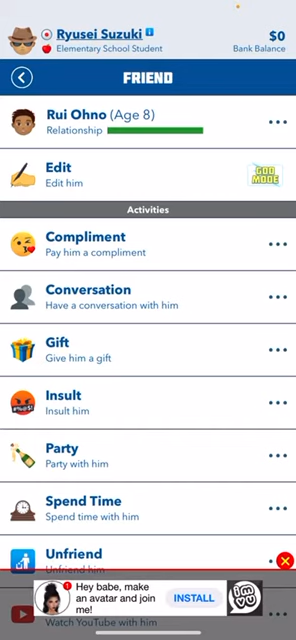 Ryusei Suzuki
$0
Elementary School Student
Bank Balance
FRIEND
Rui Ohno (Age 8)
Relationship
Edit
Edit him
GOD MODE
Activities
Compliment
Pay him a compliment
Conversation
Have a conversation with him
Gift
Give him a gift
Insult
Insult him
Party
Party with him
Spend Time
Spend time with him
Unfriend
Unfriend him
Hey babe, make
an avatar and join
me!
INSTALL
imvu
Watch YouTube with him